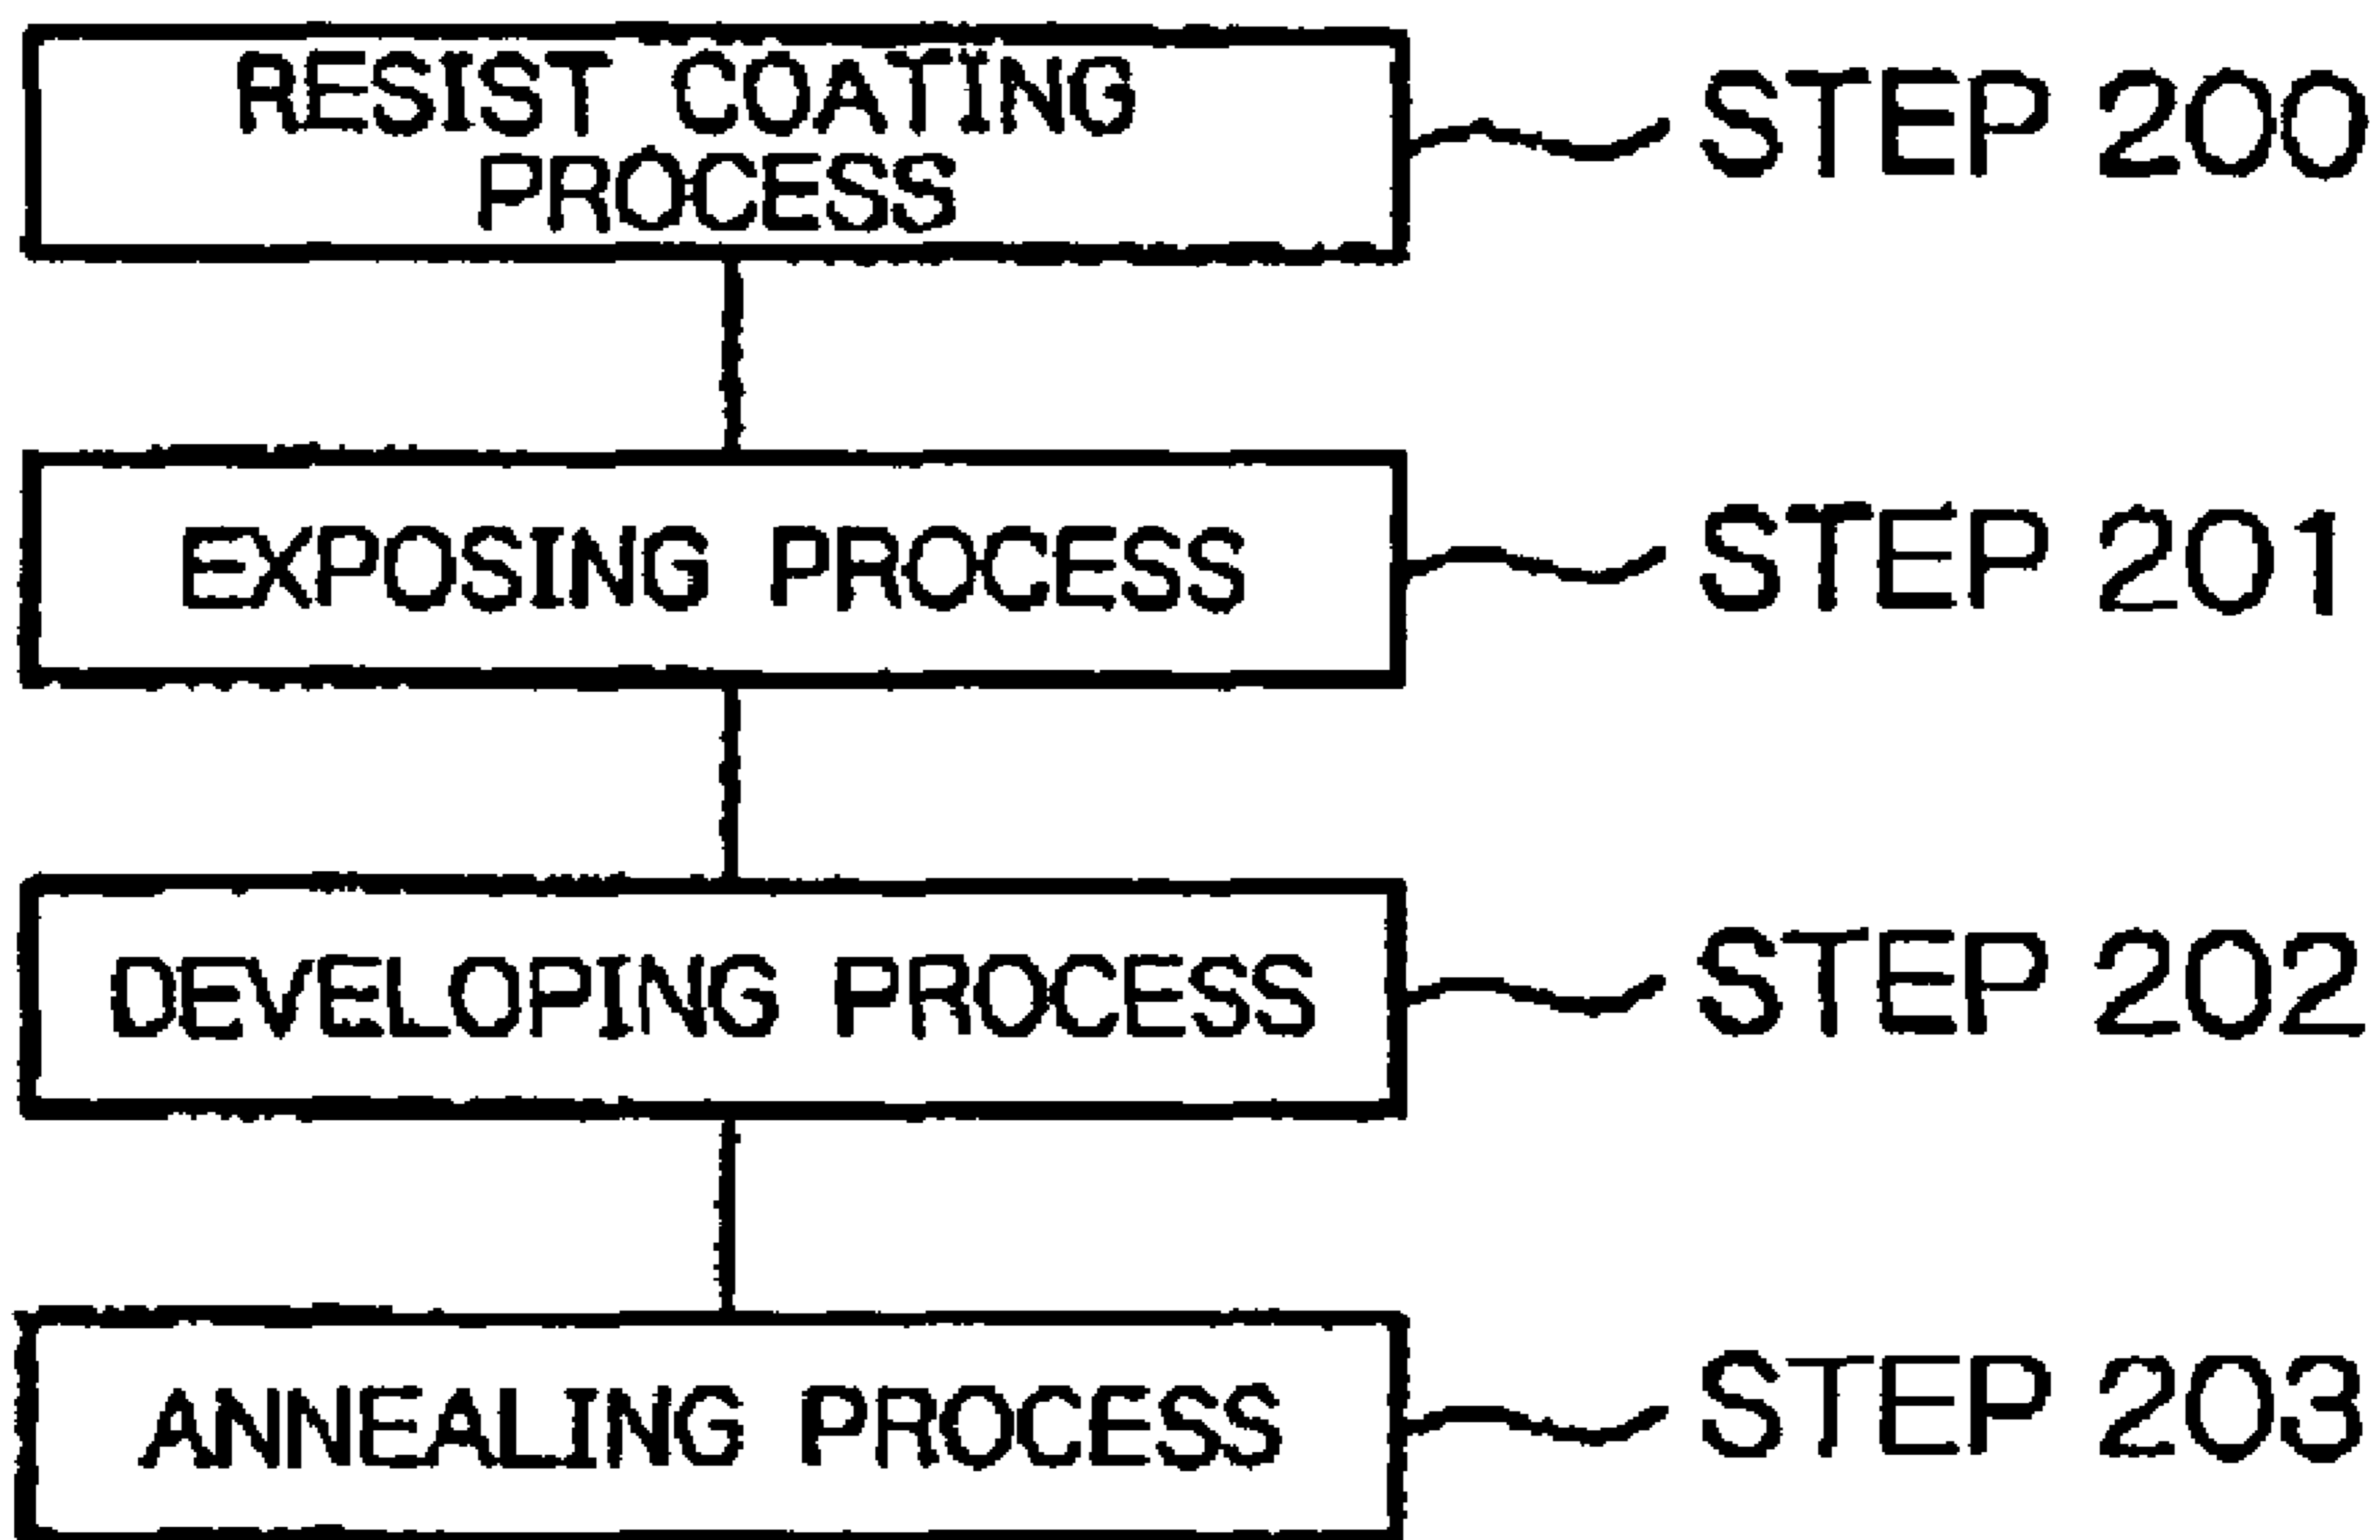 RESIST COATING
PROCESS
STEP 200
EXPOSING PROCESS
STEP 201
DEVELOPING PROCESS
STEP 202
ANNEALING PROCESS
STEP 203